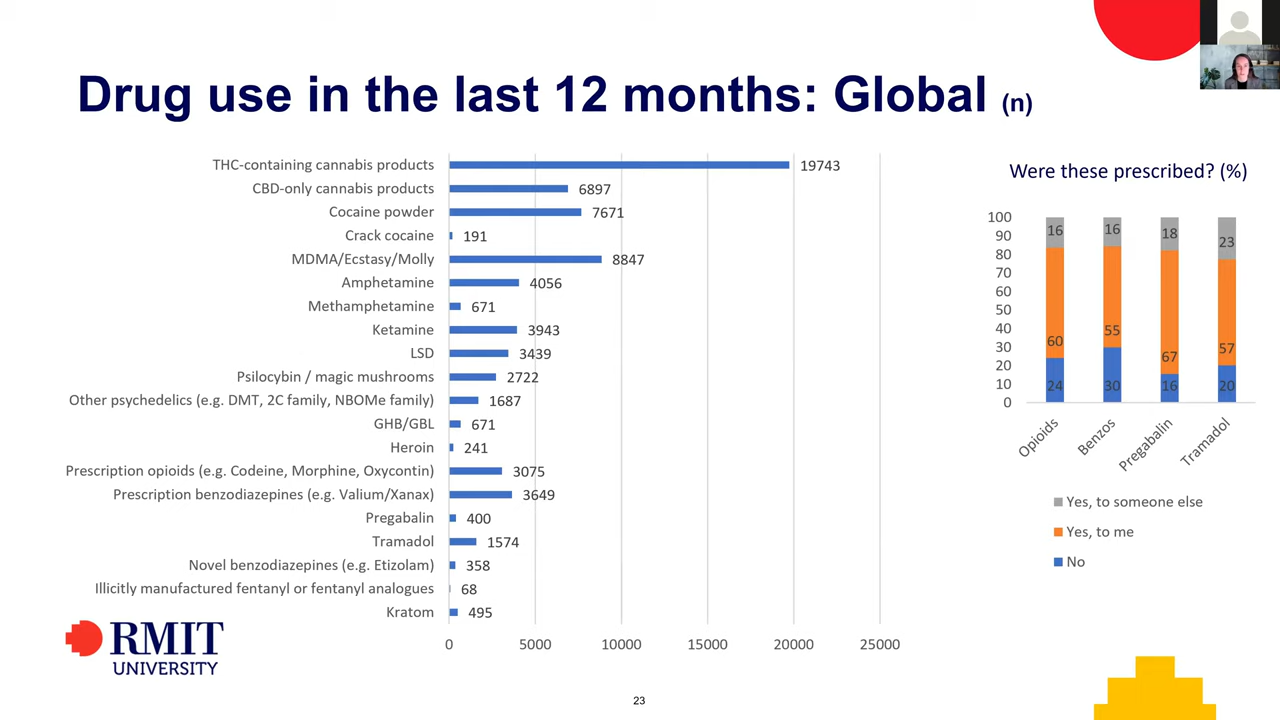 Drug use in the last 12 months: Global (n)
THC-containing cannabis products 19743
CBD-only cannabis products 6897
Cocaine powder 7671
Crack cocaine 191
MDMA/Ecstasy/Molly 8847
Amphetamine 4056
Methamphetamine 671
Ketamine 3943
LSD 3439
Psilocybin / magic mushrooms 2722
Other psychedelics (e.g. DMT, 2C family, NBOMe family) 1687
GHB/GBL 671
Heroin 241
Prescription opioids (e.g. Codeine, Morphine, Oxycontin) 3075
Prescription benzodiazepines (e.g. Valium/Xanax) 3649
Pregabalin 400
Tramadol 1574
Novel benzodiazepines (e.g. Etizolam) 358
Illicitly manufactured fentanyl or fentanyl analogues 68
Kratom 495
0 5000 10000 15000 20000 25000
Were these prescribed? (%)
100
90
80
70
60
50
40
30
20
10
0
16 16 18 23
60 55 67 57
24 30 16 20
Opioids Benzos Pregabalin Tramadol
Yes, to someone else
Yes, to me
No
RMIT
UNIVERSITY
23